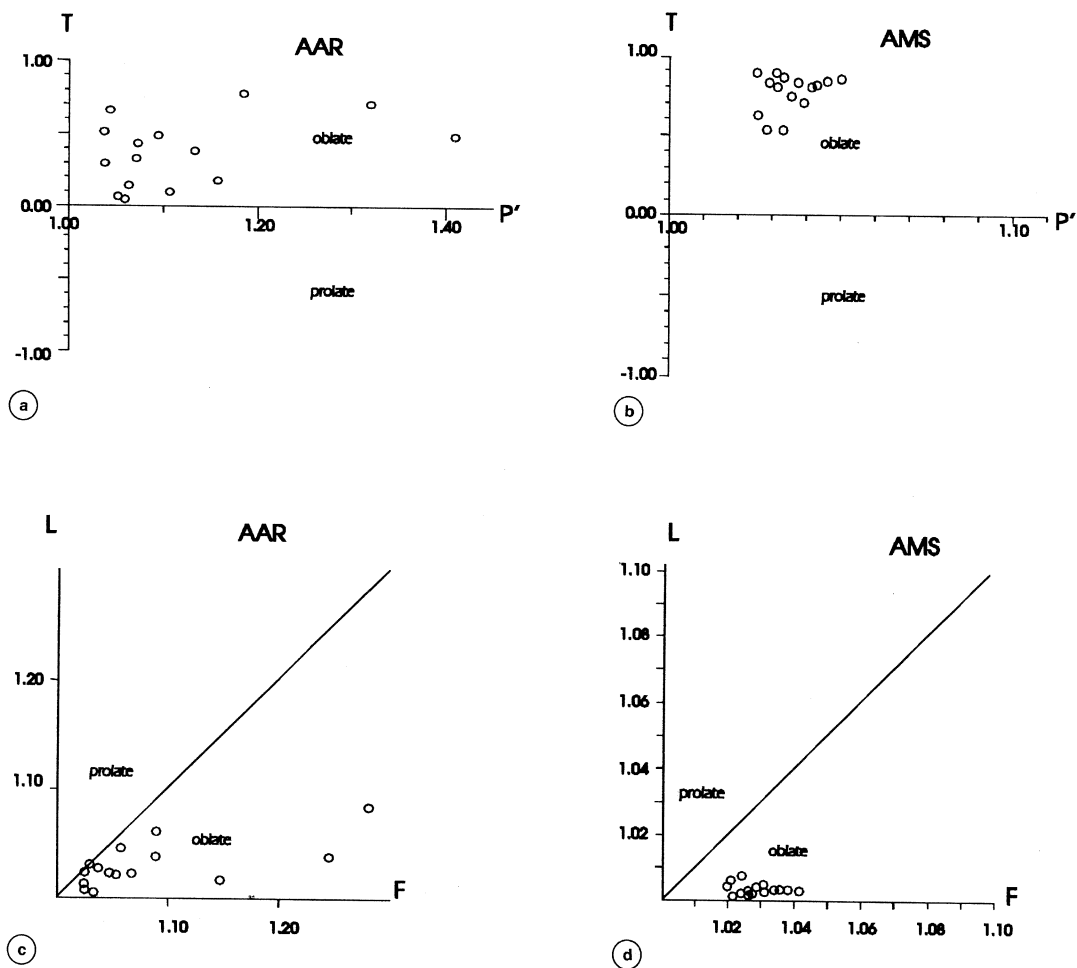 T
AAR
1.00
oblate
0.00
1.00
1.20
1.40
P'
prolate
-1.00
a
T
AMS
1.00
oblate
0.00
1.00
1.10
P'
prolate
-1.00
b
L
AAR
1.20
prolate
1.10
oblate
F
1.10
1.20
c
L
AMS
1.10
1.08
1.06
1.04
prolate
1.02
oblate
F
1.02
1.04
1.06
1.08
1.10
d